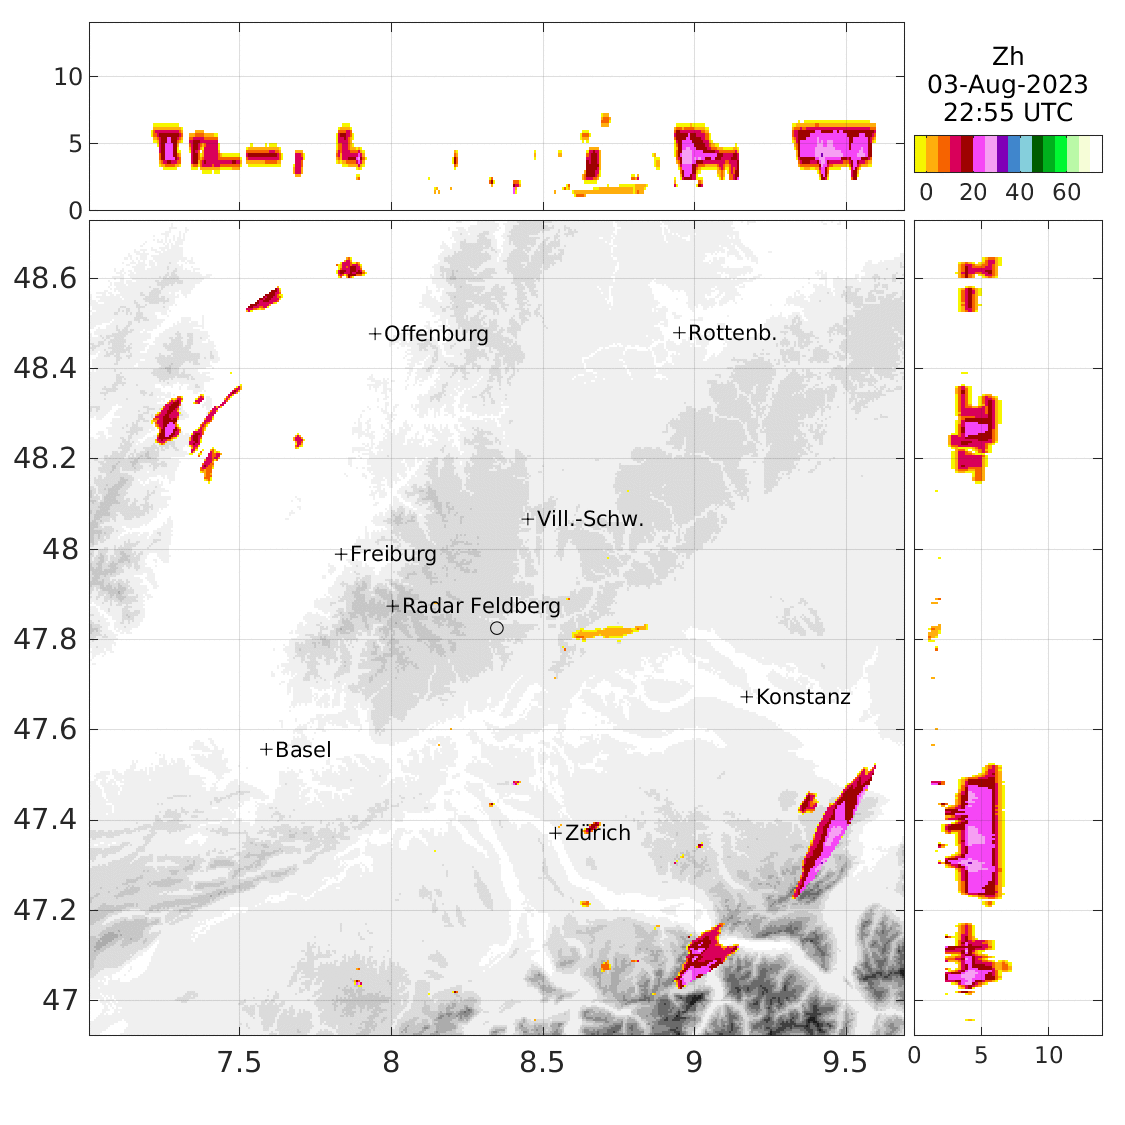 Zh
03-Aug-2023
22:55 UTC
0 20 40 60
10
5
0
48.6
48.4
48.2
48
47.8
47.6
47.4
47.2
47
+Offenburg
+Rottenb.
+Vill.-Schw.
+Freiburg
+Radar Feldberg
+Konstanz
+Basel
+Zürich
7.5 8 8.5 9 9.5
0 5 10